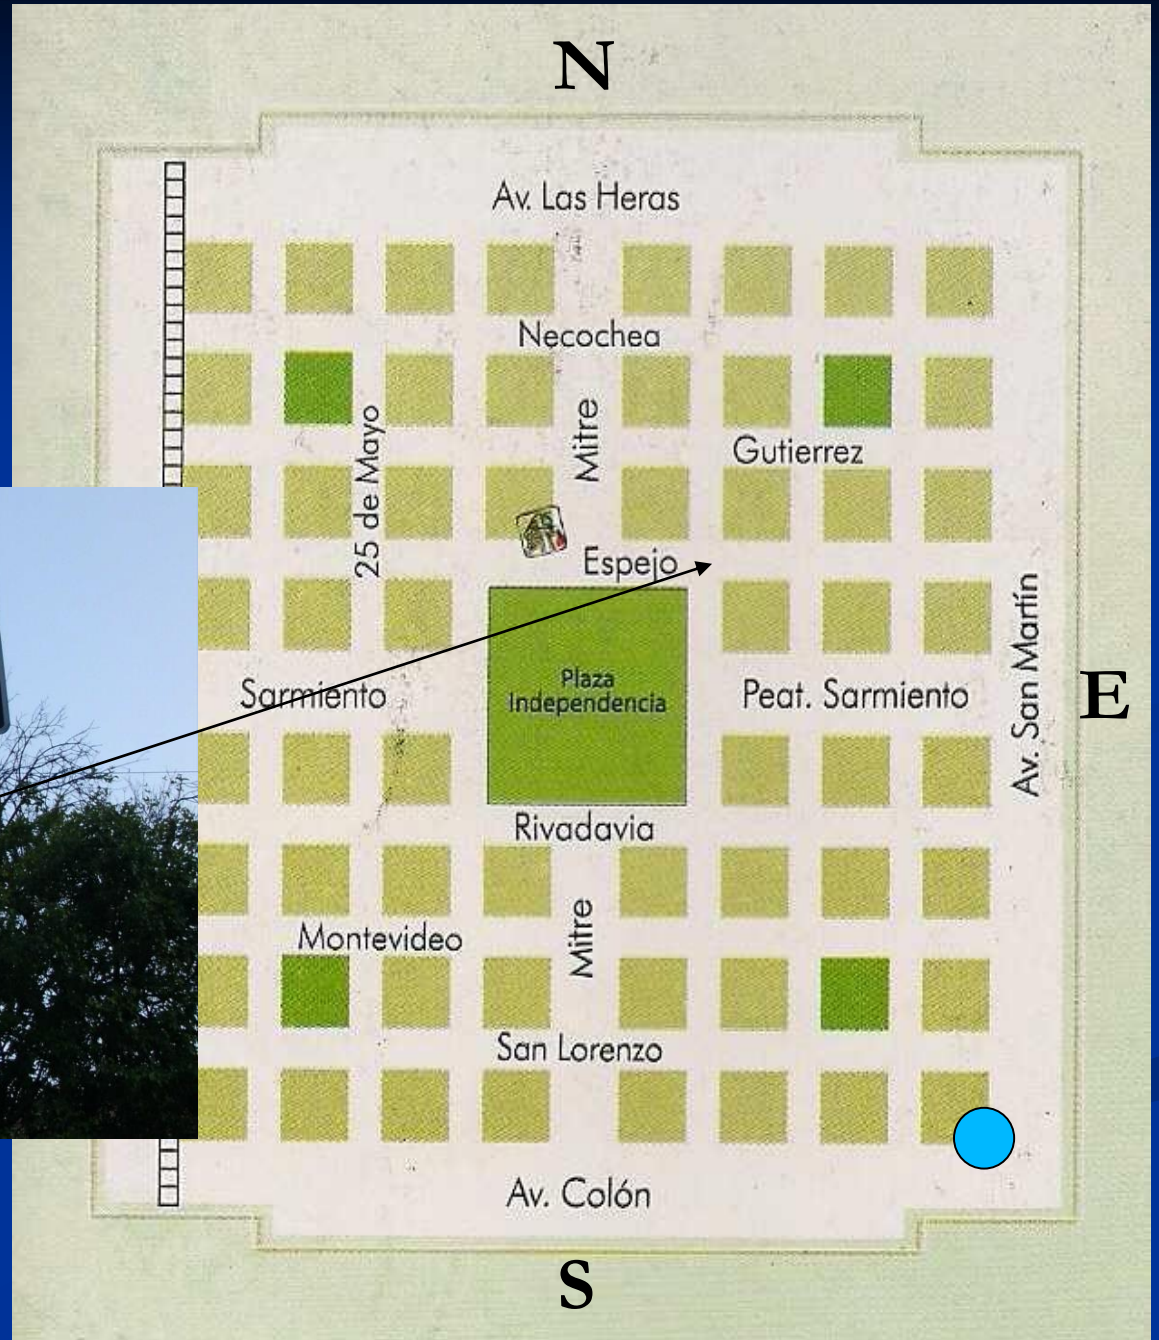 N
Av. Las Heras
Necochea
Mitre
25 de Mayo
Gutierrez
Espejo
Av. San Martín
Sarmiento
Plaza
Independencia
Peat. Sarmiento
E
Rivadavia
Mitre
Montevideo
San Lorenzo
Av. Colón
S